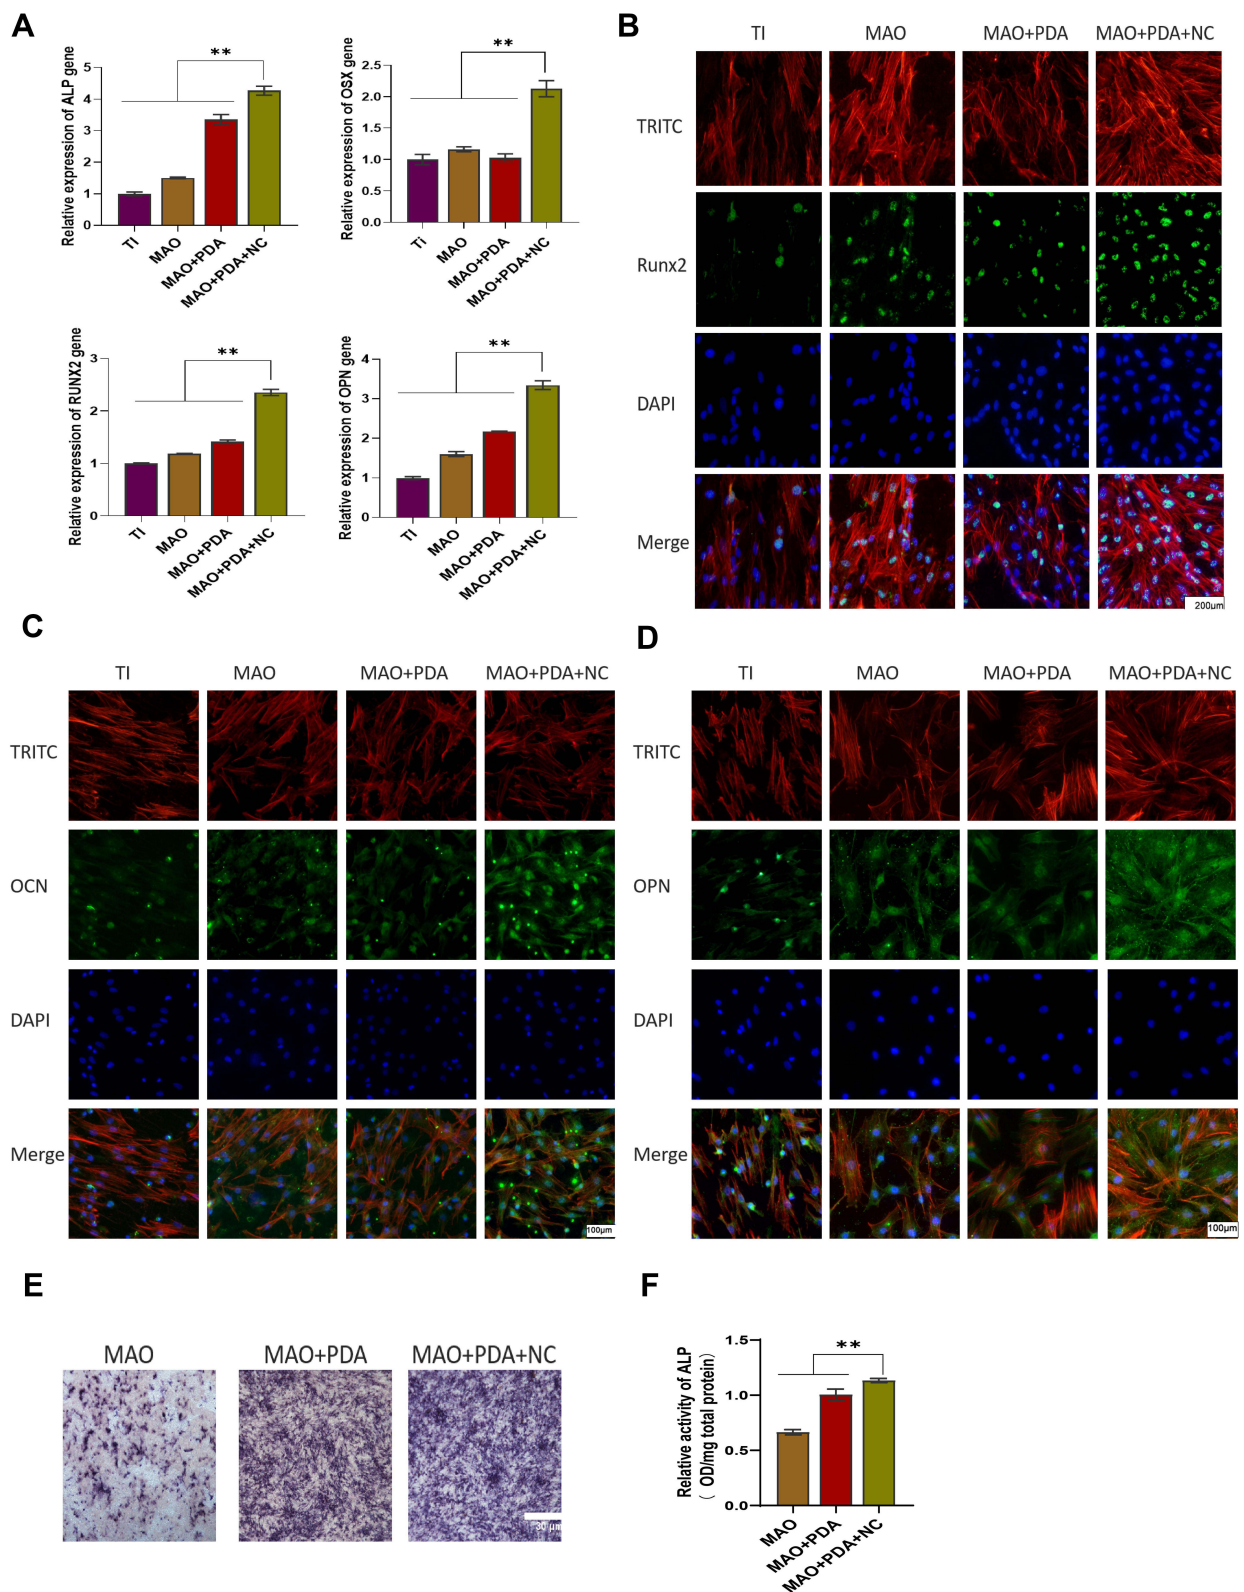 A
Relative expression of ALP gene
5
4
3
2
1
0
**
TI
MAO
MAO+PDA
MAO+PDA+NC
Relative expression of OSX gene
2.5
2.0
1.5
1.0
0.5
0.0
**
TI
MAO
MAO+PDA
MAO+PDA+NC
Relative expression of RUNX2 gene
3
2
1
0
**
TI
MAO
MAO+PDA
MAO+PDA+NC
Relative expression of OPN gene
4
3
2
1
0
**
TI
MAO
MAO+PDA
MAO+PDA+NC
B
TI MAO MAO+PDA MAO+PDA+NC
TRITC
Runx2
DAPI
Merge
200μm
C
TI MAO MAO+PDA MAO+PDA+NC
TRITC
OCN
DAPI
Merge
100μm
D
TI MAO MAO+PDA MAO+PDA+NC
TRITC
OPN
DAPI
Merge
100μm
E
MAO MAO+PDA MAO+PDA+NC
30 μm
F
Relative activity of ALP
( OD/mg total protein)
1.5
1.0
0.5
0.0
**
MAO
MAO+PDA
MAO+PDA+NC